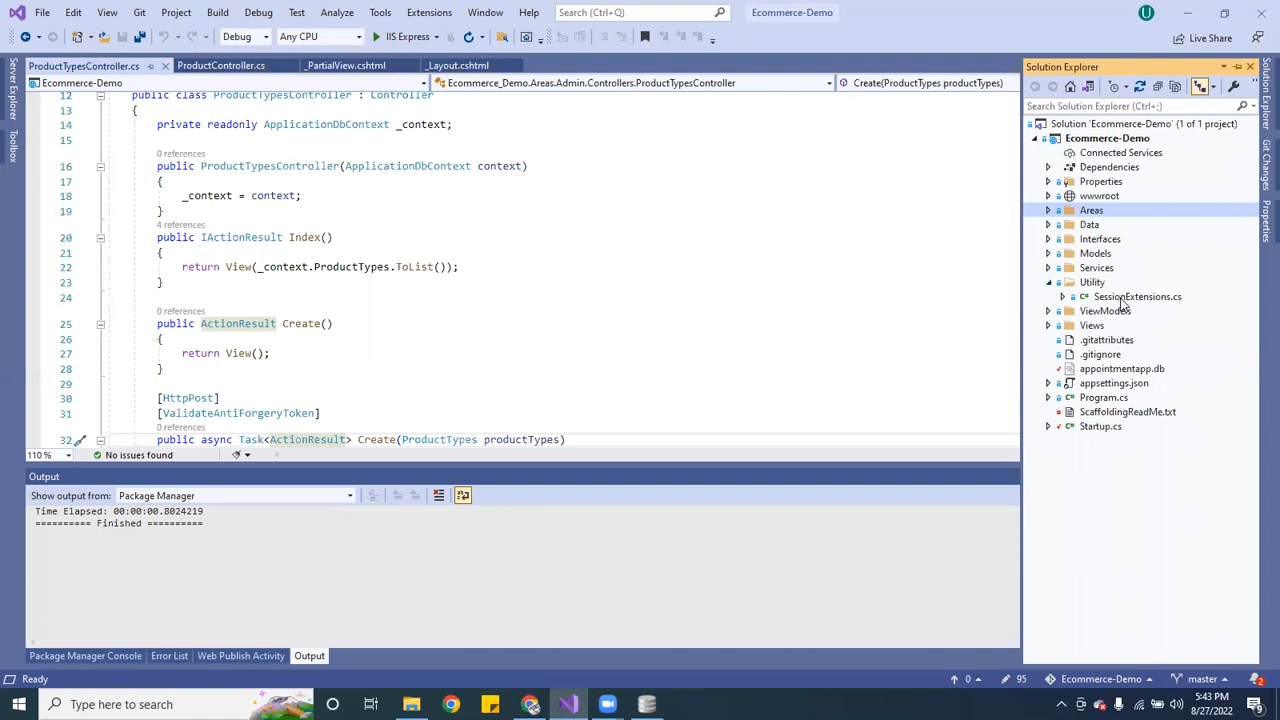 File Edit View Git Project Build Debug Test Analyze Tools Extensions Window Help Search (Ctrl+Q) Ecommerce-Demo U
Debug Any CPU IIS Express Live Share
ProductTypesController.cs ProductController.cs _PartialView.cshtml _Layout.cshtml
Ecommerce-Demo Ecommerce_Demo.Areas.Admin.Controllers.ProductTypesController Create(ProductTypes productTypes)
Server Explorer
Toolbox
12 public class ProductTypesController : Controller
13 {
14 private readonly ApplicationDbContext _context;
15
0 references
16 public ProductTypesController(ApplicationDbContext context)
17 {
18 _context = context;
19 }
4 references
20 public IActionResult Index()
21 {
22 return View(_context.ProductTypes.ToList());
23 }
24
0 references
25 public ActionResult Create()
26 {
27 return View();
28 }
29
30 [HttpPost]
31 [ValidateAntiForgeryToken]
0 references
32 public async Task<ActionResult> Create(ProductTypes productTypes)
110 % No issues found
Output
Show output from: Package Manager
Time Elapsed: 00:00:00.8024219
========== Finished ==========
Package Manager Console Error List Web Publish Activity Output
Solution Explorer
Search Solution Explorer (Ctrl+;)
Solution 'Ecommerce-Demo' (1 of 1 project)
Ecommerce-Demo
Connected Services
Dependencies
Properties
wwwroot
Areas
Data
Interfaces
Models
Services
Utility
SessionExtensions.cs
ViewModels
Views
.gitattributes
.gitignore
appointmentapp.db
appsettings.json
Program.cs
ScaffoldingReadMe.txt
Startup.cs
Solution Explorer
Git Changes
Properties
Ready 0 95 Ecommerce-Demo master 2
Type here to search
5:43 PM
8/27/2022
9